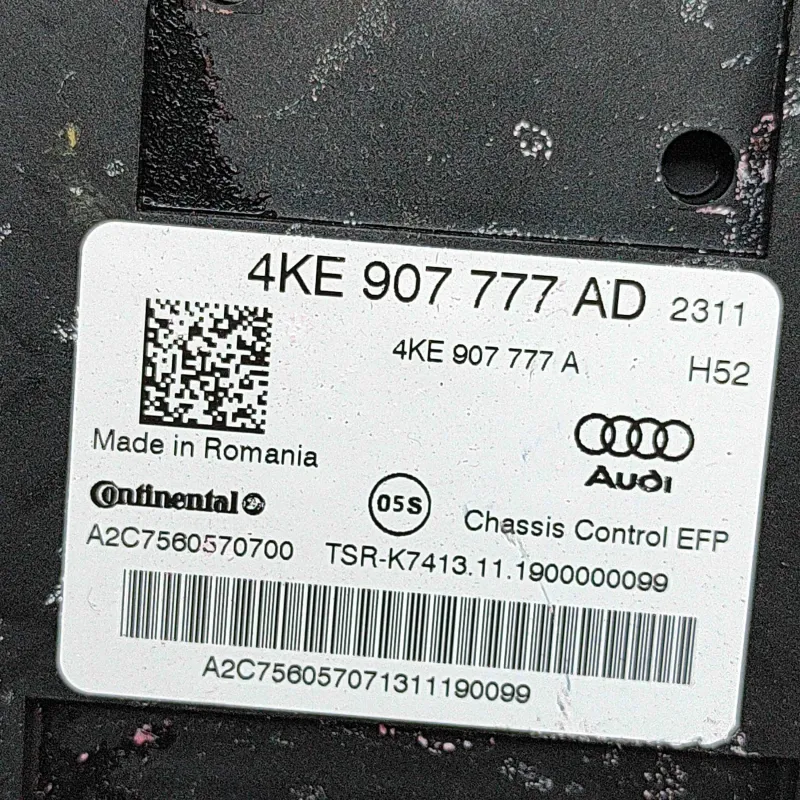 4KE 907 777 AD 2311
4KE 907 777 A H52
Made in Romania
Audi
Continental
05S
Chassis Control EFP
A2C7560570700 TSR-K7413.11.1900000099
A2C756057071311190099